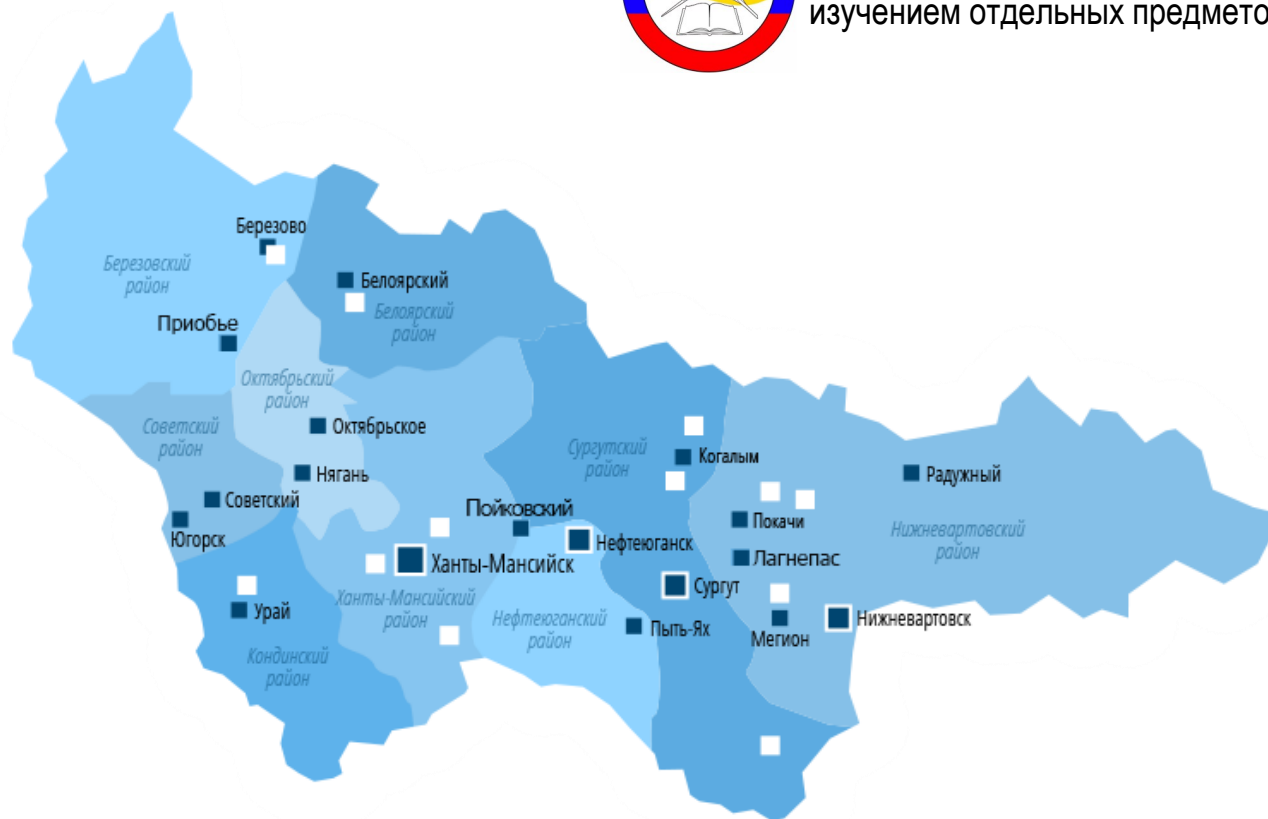 изучением отдельных предмето
Березово
Березовский
район
Белоярский
Белоярский
район
Приобье
Октябрьский
район
Советский
район
Октябрьское
Сургутский
район
Когалым
Нягань
Радужный
Советский
Пойковский
Покачи
Нижневартовский
район
Югорск
Нефтеюганск
Ханты-Мансийск
Лагнепас
Сургут
Ханты-Мансийский
район
Урай
Нефтеюганский
район
Пыть-Ях
Мегион
Нижневартовск
Кондинский
район